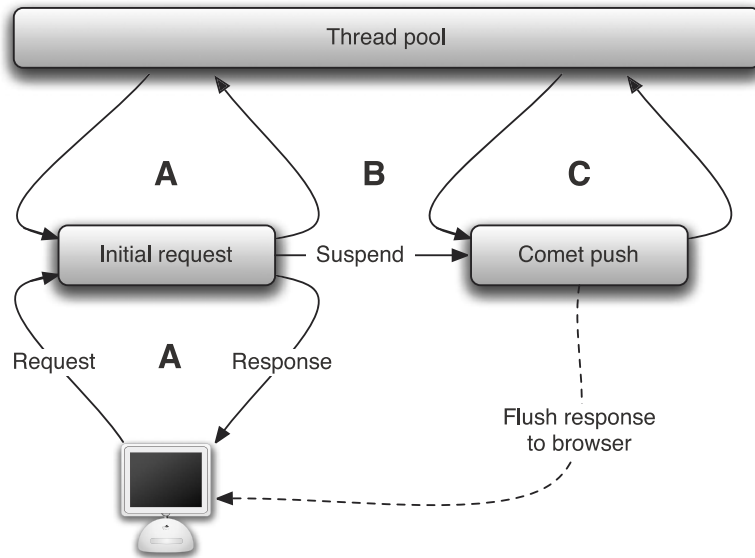 Thread pool
A
B
C
Initial request
Suspend
Comet push
Request
A
Response
Flush response
to browser